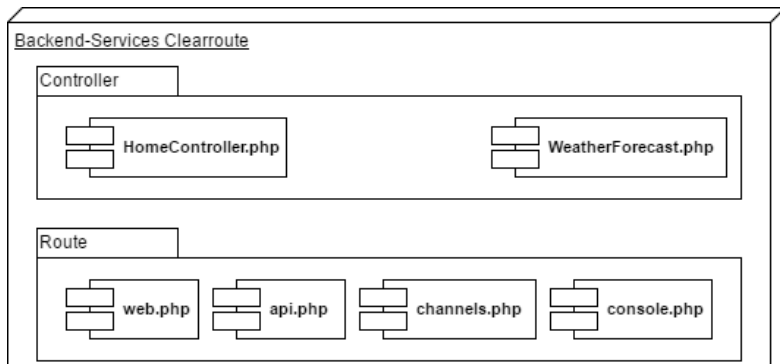 Backend-Services Clearroute
Controller
HomeController.php
WeatherForecast.php
Route
web.php
api.php
channels.php
console.php